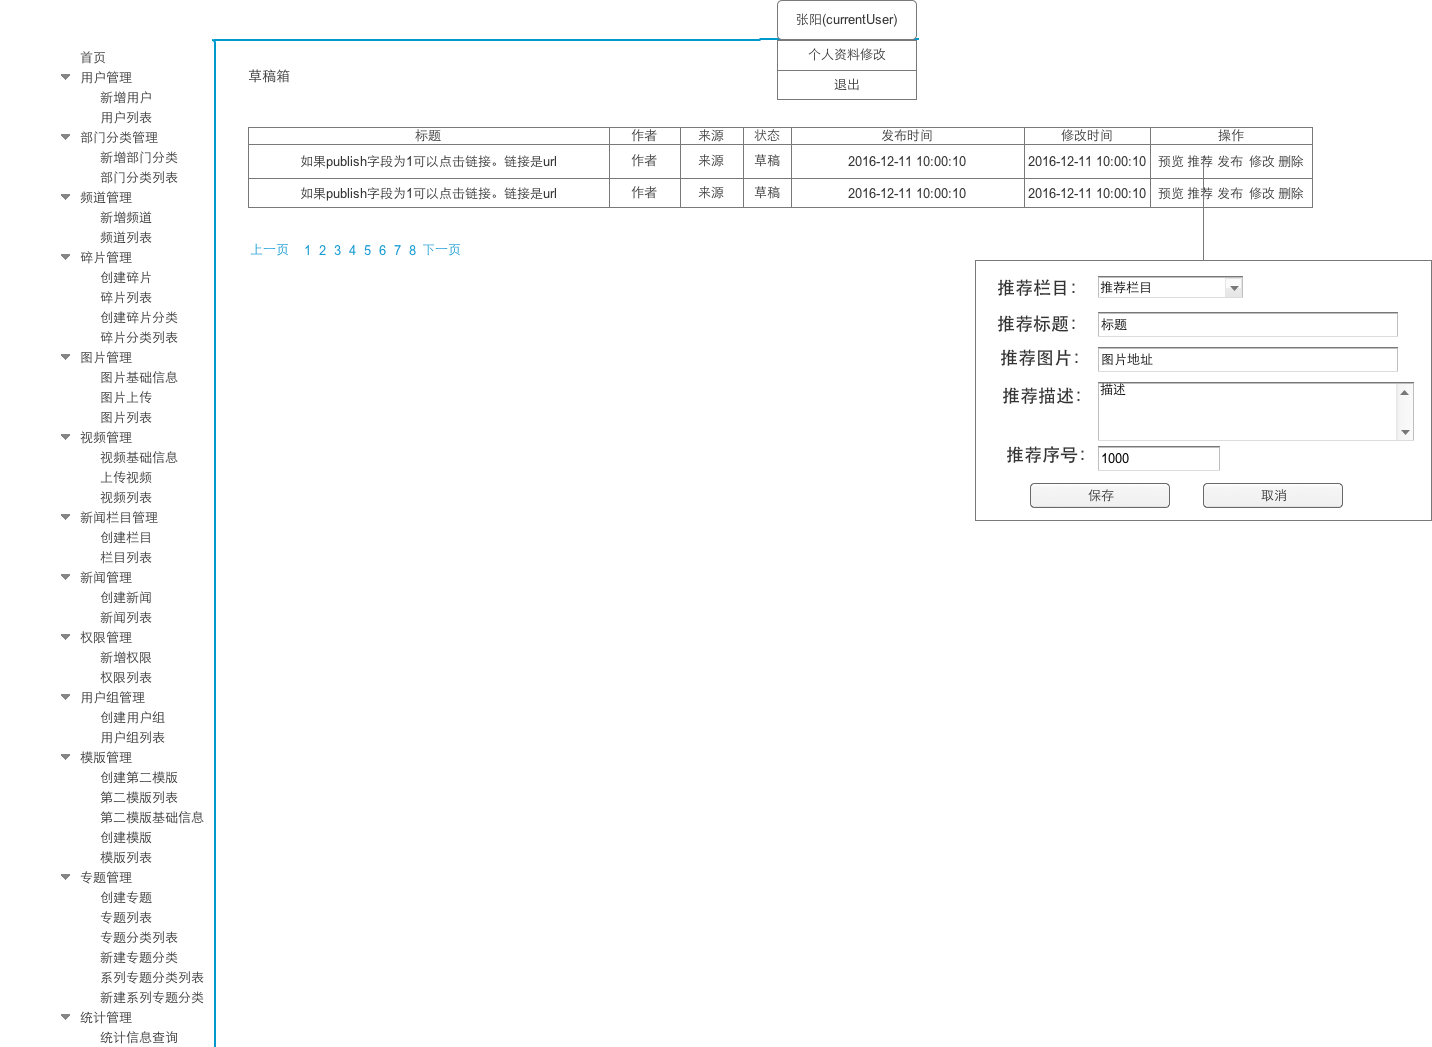 张阳(currentUser)
个人资料修改
退出
首页
用户管理
新增用户
用户列表
部门分类管理
新增部门分类
部门分类列表
频道管理
新增频道
频道列表
碎片管理
创建碎片
碎片列表
创建碎片分类
碎片分类列表
图片管理
图片基础信息
图片上传
图片列表
视频管理
视频基础信息
上传视频
视频列表
新闻栏目管理
创建栏目
栏目列表
新闻管理
创建新闻
新闻列表
权限管理
新增权限
权限列表
用户组管理
创建用户组
用户组列表
模版管理
创建第二模版
第二模版列表
第二模版基础信息
创建模版
模版列表
专题管理
创建专题
专题列表
专题分类列表
新建专题分类
系列专题分类列表
新建系列专题分类
统计管理
统计信息查询
草稿箱
标题 作者 来源 状态 发布时间 修改时间 操作
如果publish字段为1可以点击链接。链接是url 作者 来源 草稿 2016-12-11 10:00:10 2016-12-11 10:00:10 预览 推荐 发布 修改 删除
如果publish字段为1可以点击链接。链接是url 作者 来源 草稿 2016-12-11 10:00:10 2016-12-11 10:00:10 预览 推荐 发布 修改 删除
上一页 1 2 3 4 5 6 7 8 下一页
推荐栏目： 推荐栏目
推荐标题： 标题
推荐图片： 图片地址
推荐描述： 描述
推荐序号： 1000
保存 取消